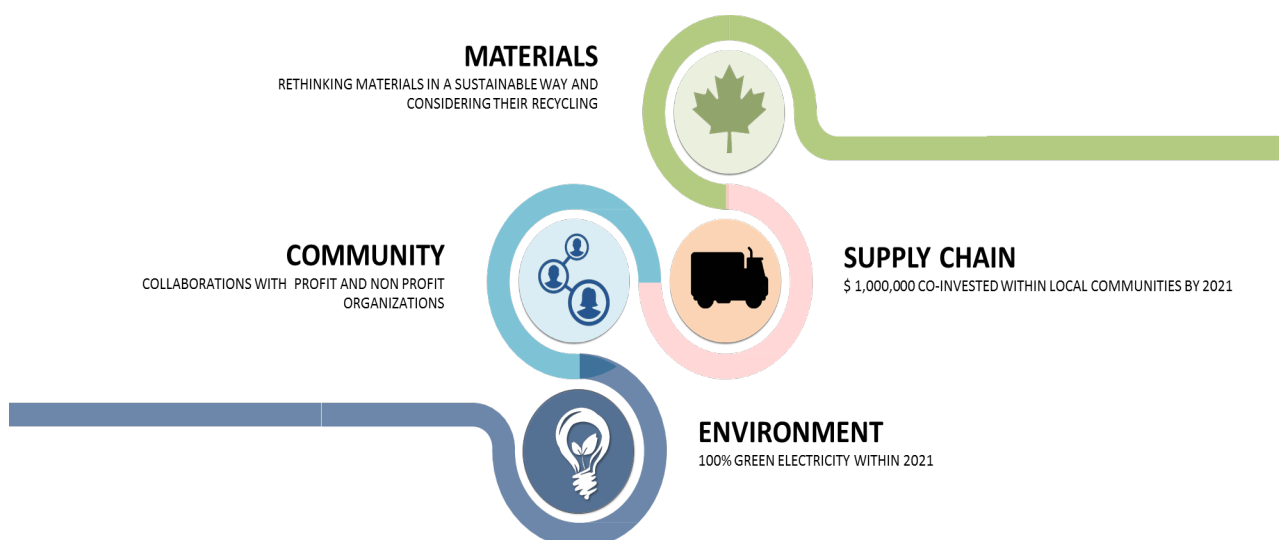 MATERIALS
RETHINKING MATERIALS IN A SUSTAINABLE WAY AND
CONSIDERING THEIR RECYCLING
COMMUNITY
COLLABORATIONS WITH PROFIT AND NON PROFIT
ORGANIZATIONS
SUPPLY CHAIN
$ 1,000,000 CO-INVESTED WITHIN LOCAL COMMUNITIES BY 2021
ENVIRONMENT
100% GREEN ELECTRICITY WITHIN 2021